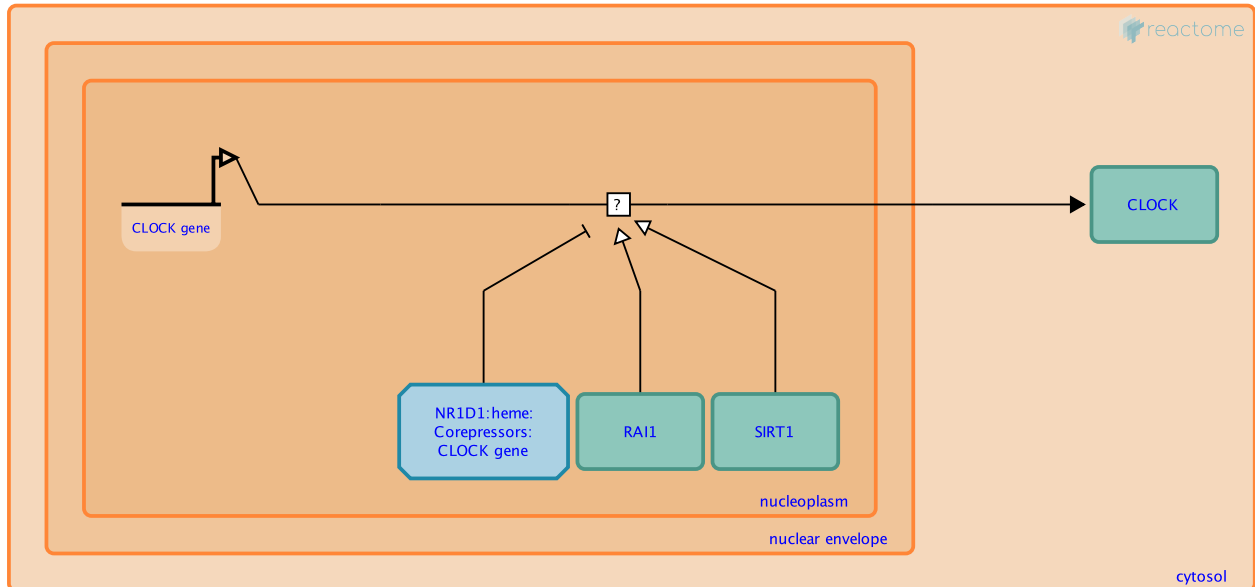 reactome
CLOCK gene
?
CLOCK
NR1D1:heme:
Corepressors:
CLOCK gene
RAI1
SIRT1
nucleoplasm
nuclear envelope
cytosol